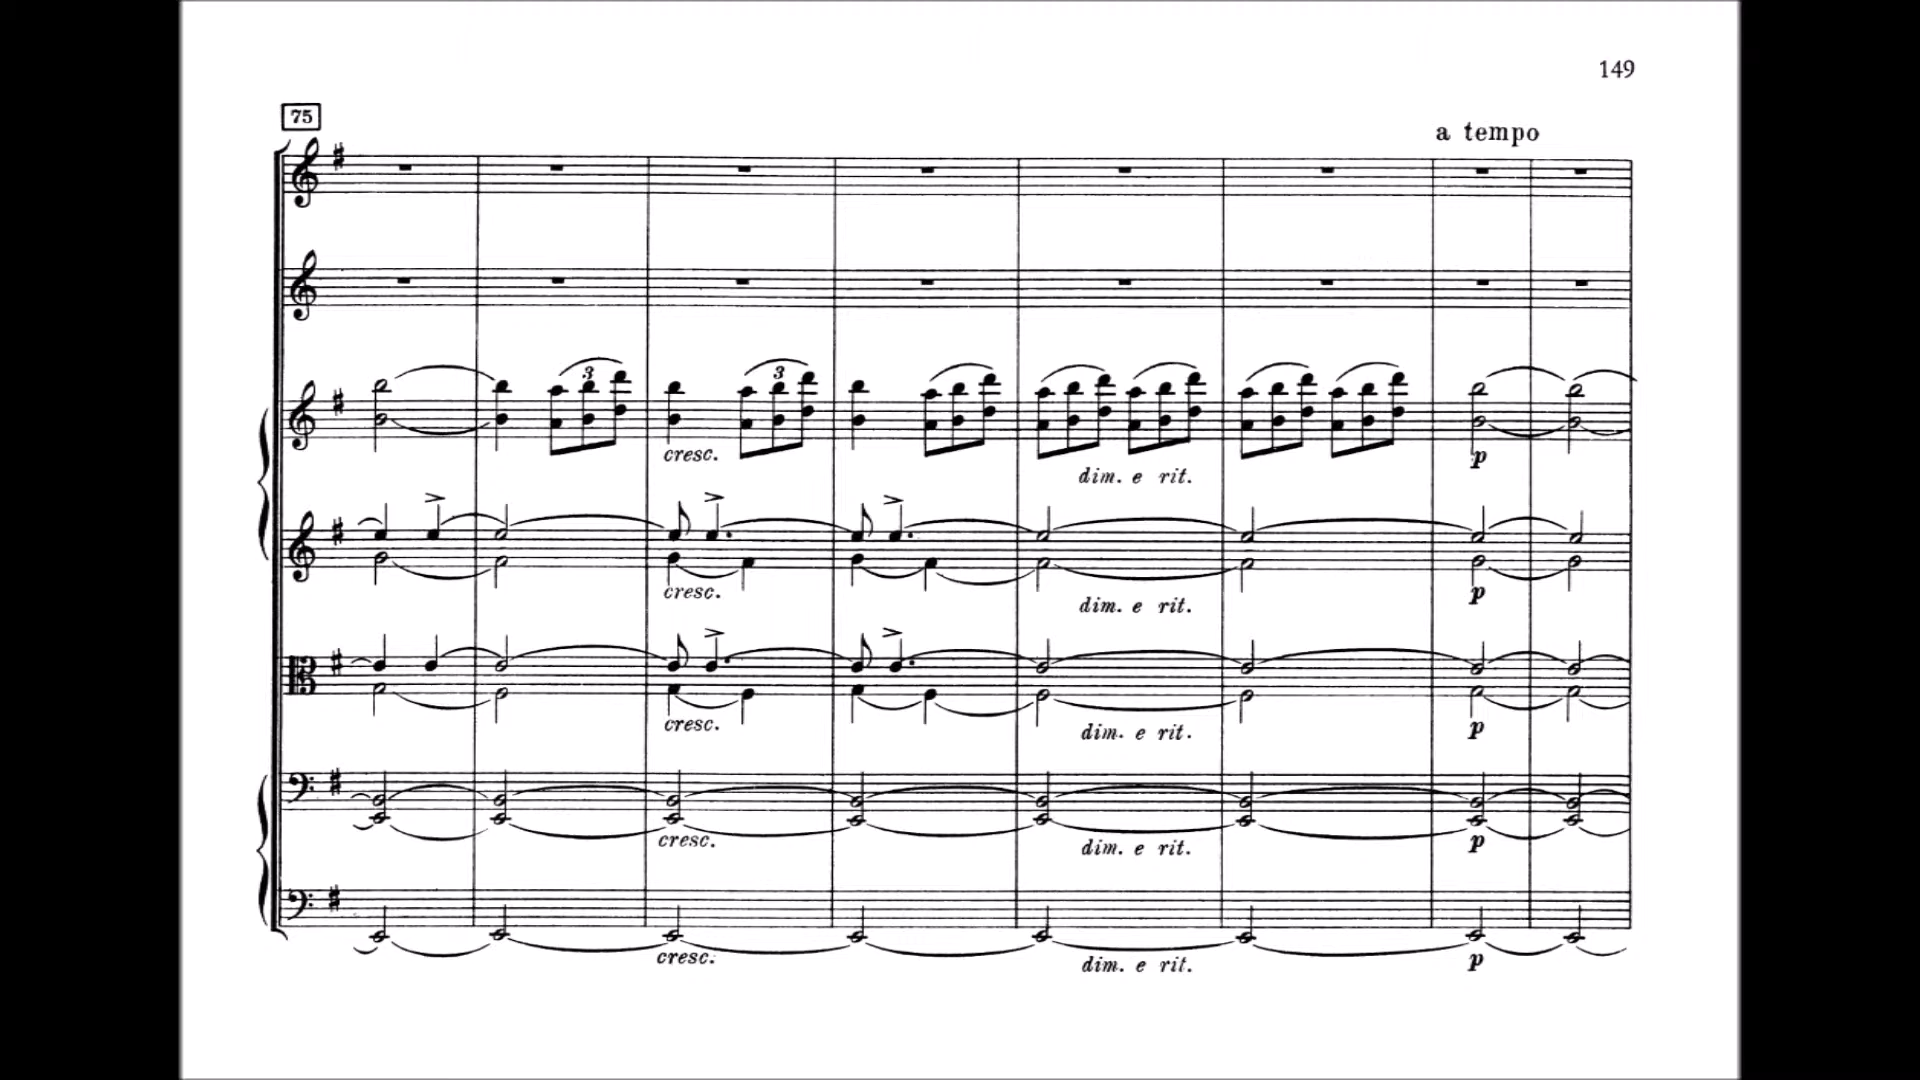 149
75
a tempo
3 3
cresc.
dim. e rit.
p
cresc.
dim. e rit.
p
cresc.
dim. e rit.
p
cresc.
dim. e rit.
p
cresc.
dim. e rit.
p